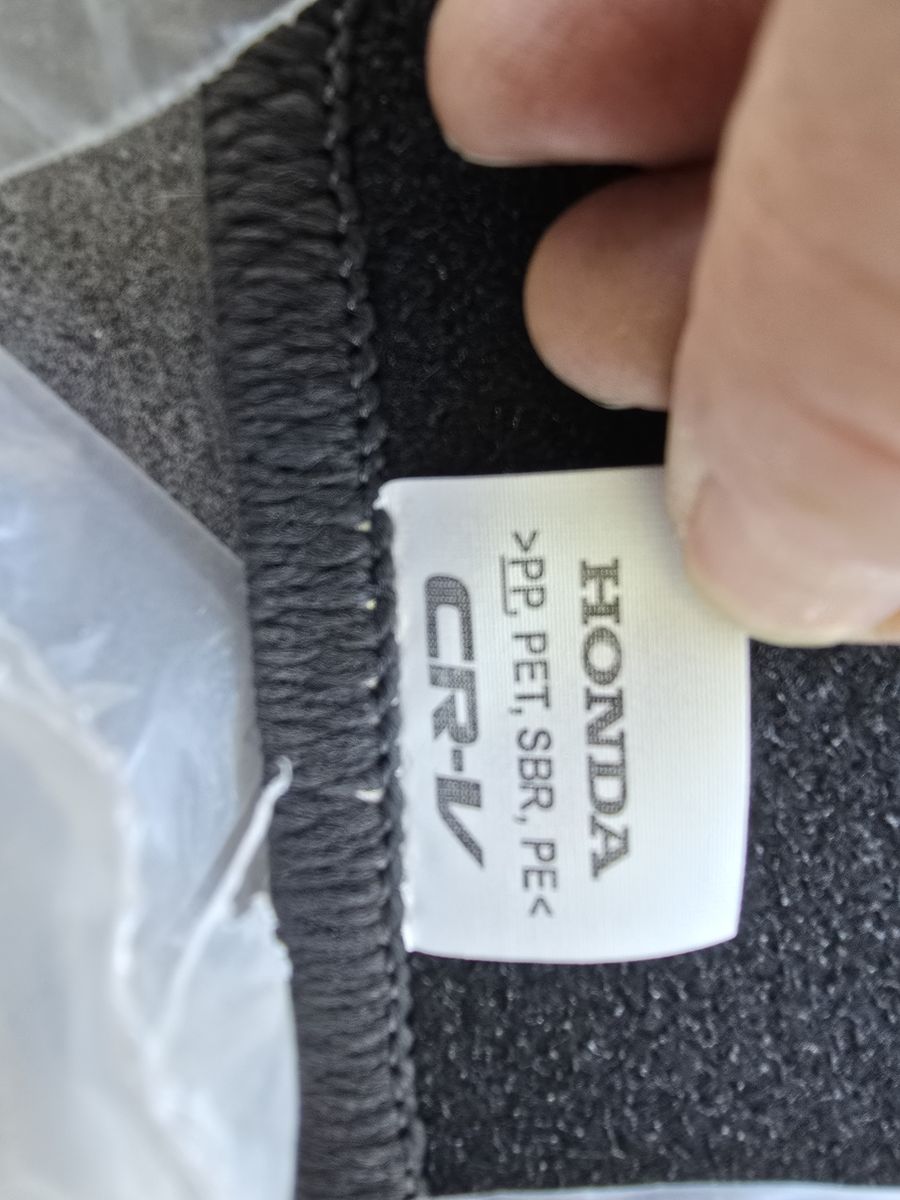 HONDA
>PP, PET, SBR, PE<
CR-V